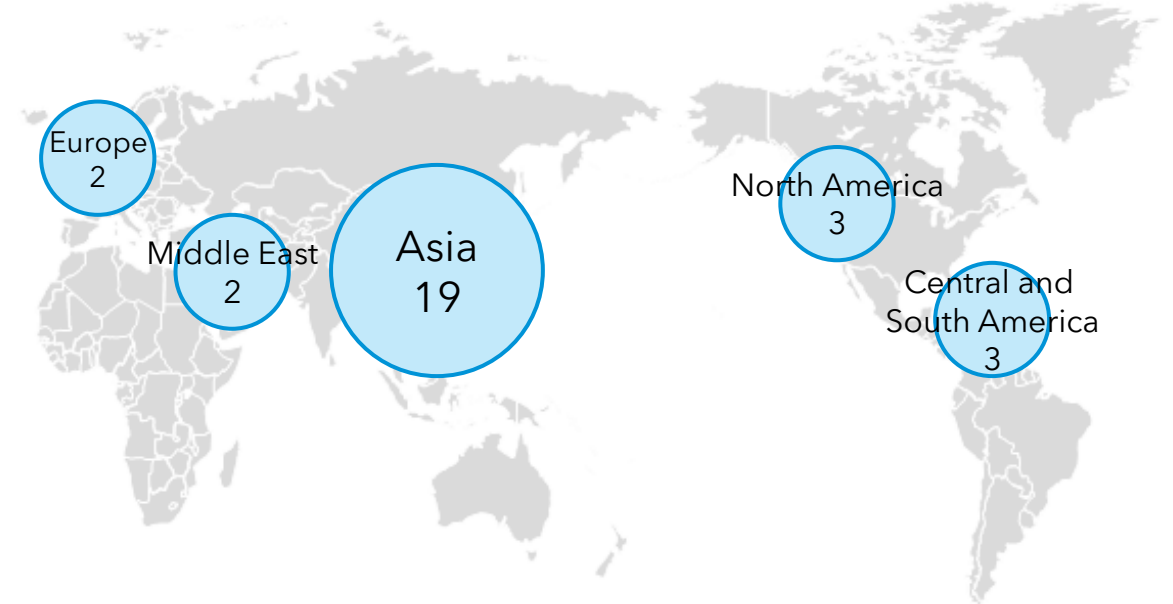 Europe
2
Middle East
2
Asia
19
North America
3
Central and
South America
3